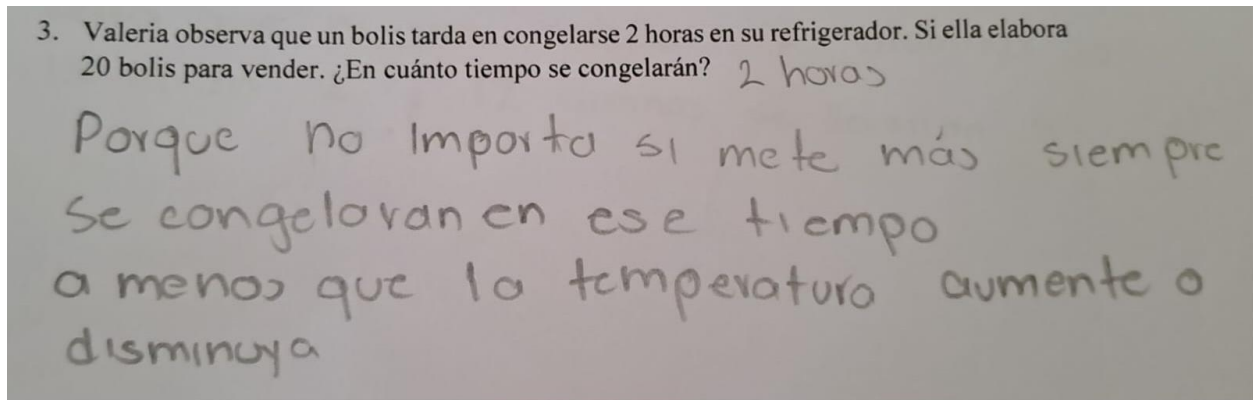 3. Valeria observa que un bolis tarda en congelarse 2 horas en su refrigerador. Si ella elabora
20 bolis para vender. ¿En cuánto tiempo se congelarán? 2 horas
Porque no importa si mete más siempre
se congelaran en ese tiempo
a menos que la temperatura aumente o
disminuya